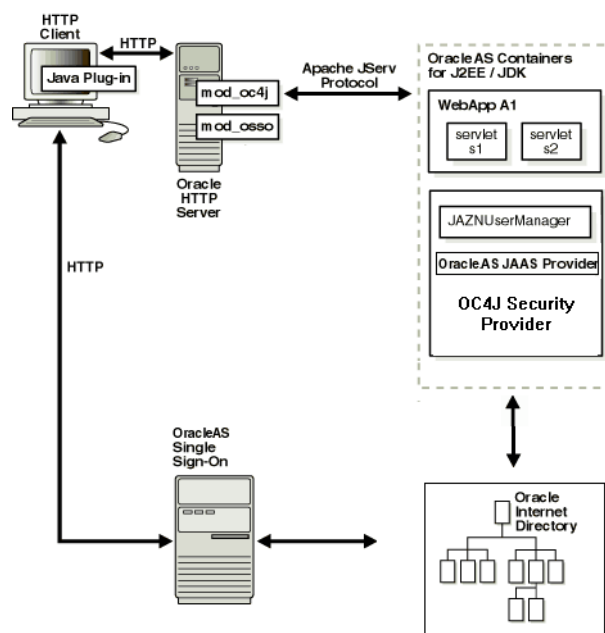 HTTP
Client
Java Plug-in
HTTP
mod_oc4j
mod_osso
Oracle
HTTP
Server
Apache JServ
Protocol
OracleAS Containers
for J2EE / JDK
WebApp A1
servlet
s1
servlet
s2
JAZNUserManager
OracleAS JAAS Provider
OC4J Security
Provider
HTTP
OracleAS
Single
Sign-On
Oracle
Internet
Directory